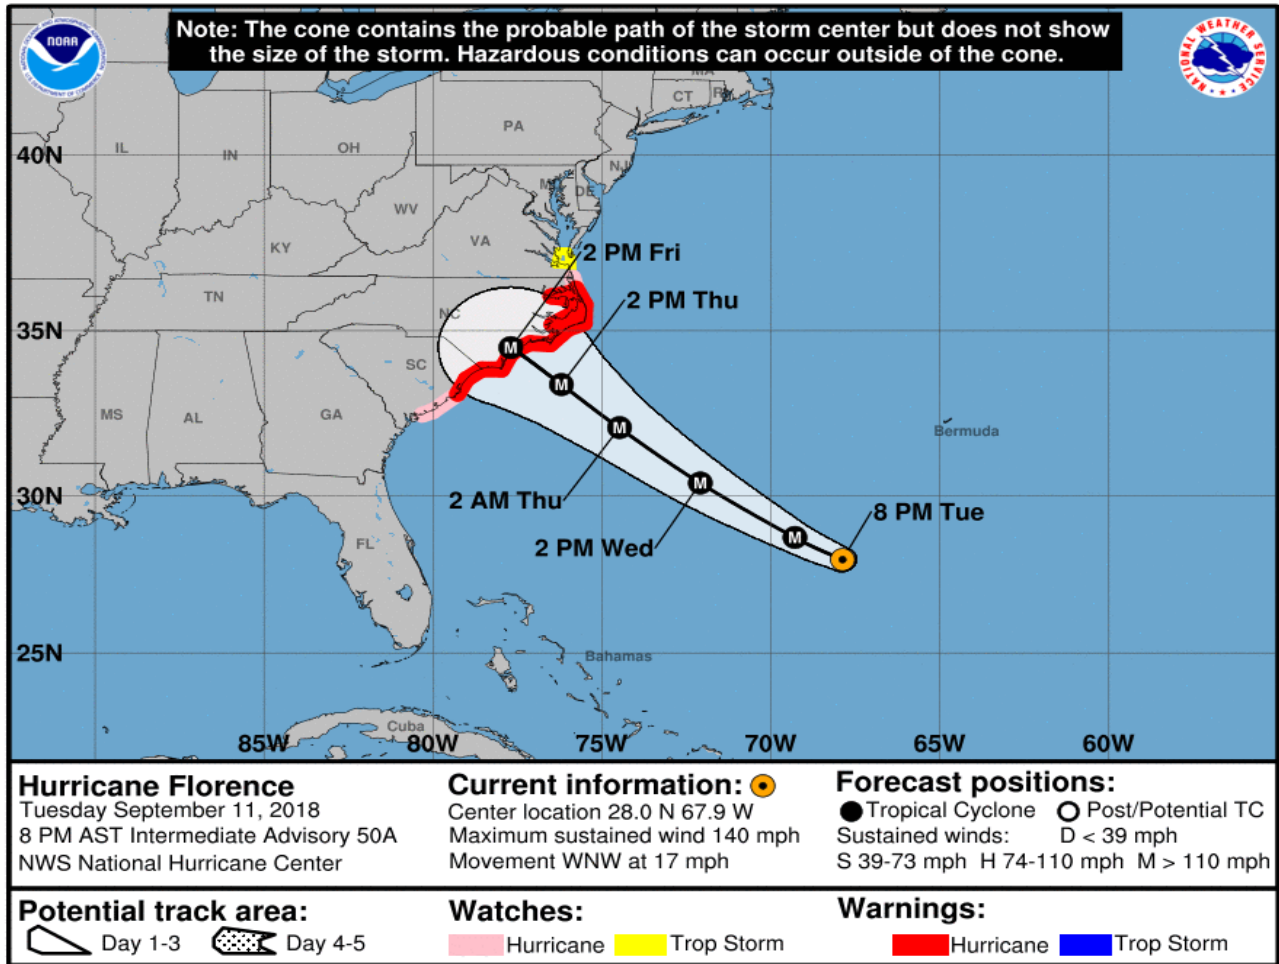 Note: The cone contains the probable path of the storm center but does not show
the size of the storm. Hazardous conditions can occur outside of the cone.
NOAA
NATIONAL WEATHER SERVICE
MA
CT
RI
PA
40N
IL
IN
OH
NJ
MD
DE
WV
KY
VA
2 PM Fri
TN
2 PM Thu
NC
35N
SC
MS
AL
GA
Bermuda
30N
2 AM Thu
8 PM Tue
FL
2 PM Wed
25N
Bahamas
Cuba
85W 80W 75W 70W 65W 60W
M
M
M
M
M
Hurricane Florence
Tuesday September 11, 2018
8 PM AST Intermediate Advisory 50A
NWS National Hurricane Center
Current information:
Center location 28.0 N 67.9 W
Maximum sustained wind 140 mph
Movement WNW at 17 mph
Forecast positions:
Tropical Cyclone Post/Potential TC
Sustained winds: D < 39 mph
S 39-73 mph H 74-110 mph M > 110 mph
Potential track area:
Day 1-3 Day 4-5
Watches:
Hurricane Trop Storm
Warnings:
Hurricane Trop Storm